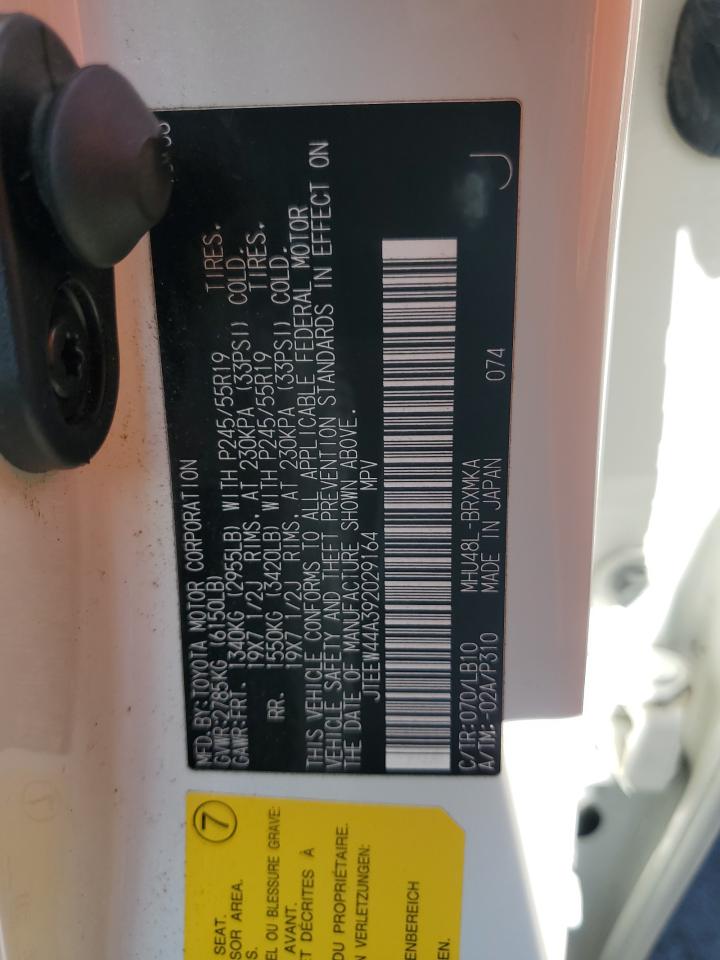 MFD.BY:TOYOTA MOTOR CORPORATION
GVWR:2785KG (6150LB)
GAWR:FRT. 1340KG (2955LB) WITH P245/55R19 TIRES.
19X7 1/2J RIMS, AT 230KPA (33PSI) COLD.
RR. 1550KG (3420LB) WITH P245/55R19 TIRES.
19X7 1/2J RIMS, AT 230KPA (33PSI) COLD.
THIS VEHICLE CONFORMS TO ALL APPLICABLE FEDERAL MOTOR
VEHICLE SAFETY AND THEFT PREVENTION STANDARDS IN EFFECT ON
THE DATE OF MANUFACTURE SHOWN ABOVE.
JTEEW44A392029164 MPV
C/TR:070/LB10 MHU48L-BRXMKA 074
A/TM:-02A/P310 MADE IN JAPAN
J
7
SEAT.
SOR AREA.
S.
EL OU BLESSURE GRAVE:
AVANT.
T DÉCRITES À
DU PROPRIÉTAIRE.
N VERLETZUNGEN:
ENBEREICH
EN.